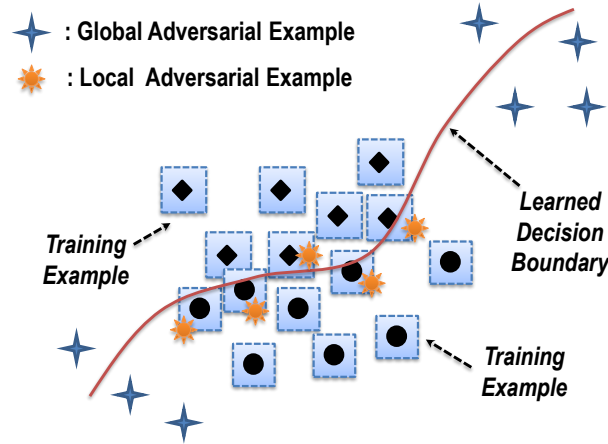 : Global Adversarial Example
: Local Adversarial Example
Learned
Decision
Boundary
Training
Example
Training
Example